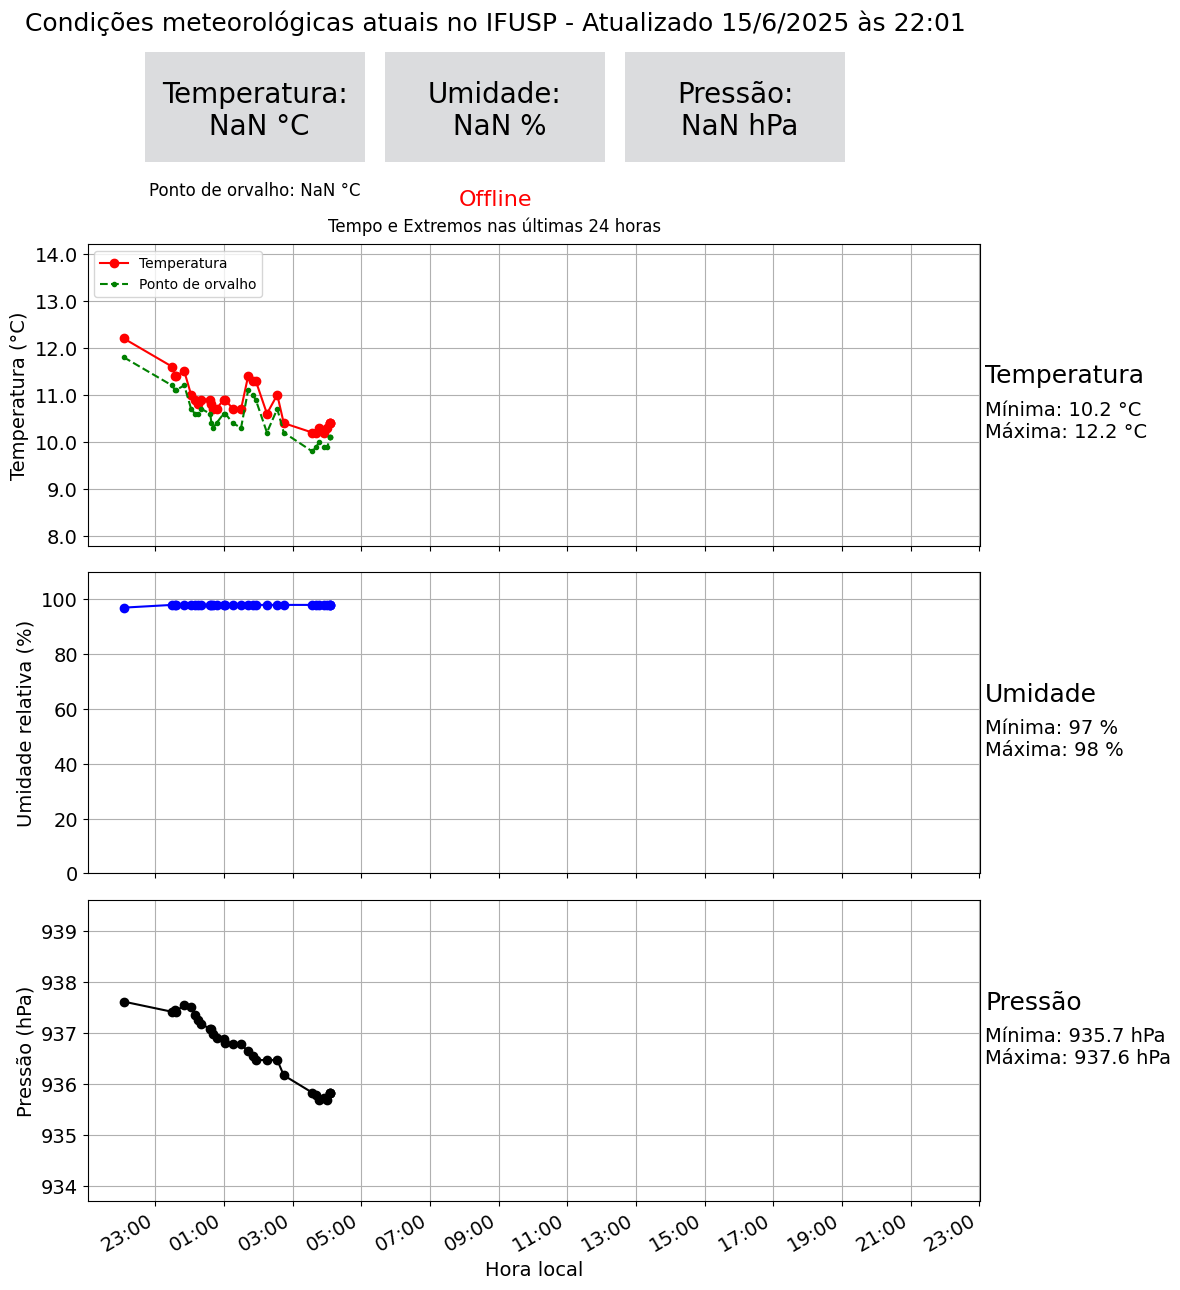 Condições meteorológicas atuais no IFUSP - Atualizado 15/6/2025 às 22:01
Temperatura:
NaN °C
Umidade:
NaN %
Pressão:
NaN hPa
Ponto de orvalho: NaN °C
Offline
Tempo e Extremos nas últimas 24 horas
Temperatura (°C)
14.0
13.0
12.0
11.0
10.0
9.0
8.0
Temperatura
Ponto de orvalho
Temperatura
Mínima: 10.2 °C
Máxima: 12.2 °C
Umidade relativa (%)
100
80
60
40
20
0
Umidade
Mínima: 97 %
Máxima: 98 %
Pressão (hPa)
939
938
937
936
935
934
Pressão
Mínima: 935.7 hPa
Máxima: 937.6 hPa
23:00 01:00 03:00 05:00 07:00 09:00 11:00 13:00 15:00 17:00 19:00 21:00 23:00
Hora local